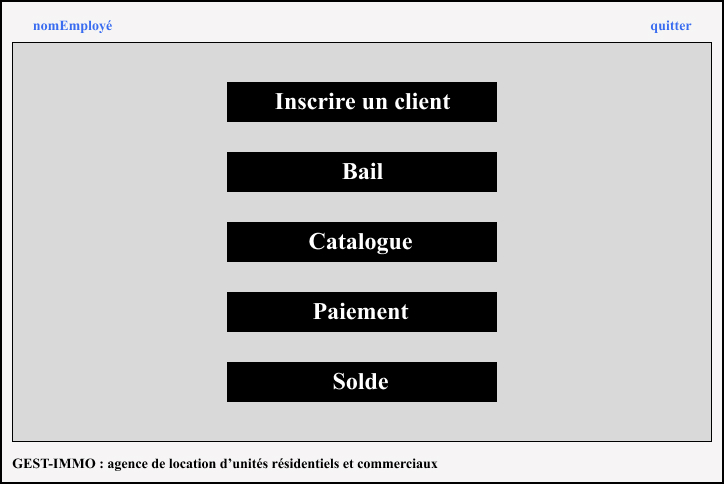 nomEmployé quitter
Inscrire un client
Bail
Catalogue
Paiement
Solde
GEST-IMMO : agence de location d’unités résidentiels et commerciaux